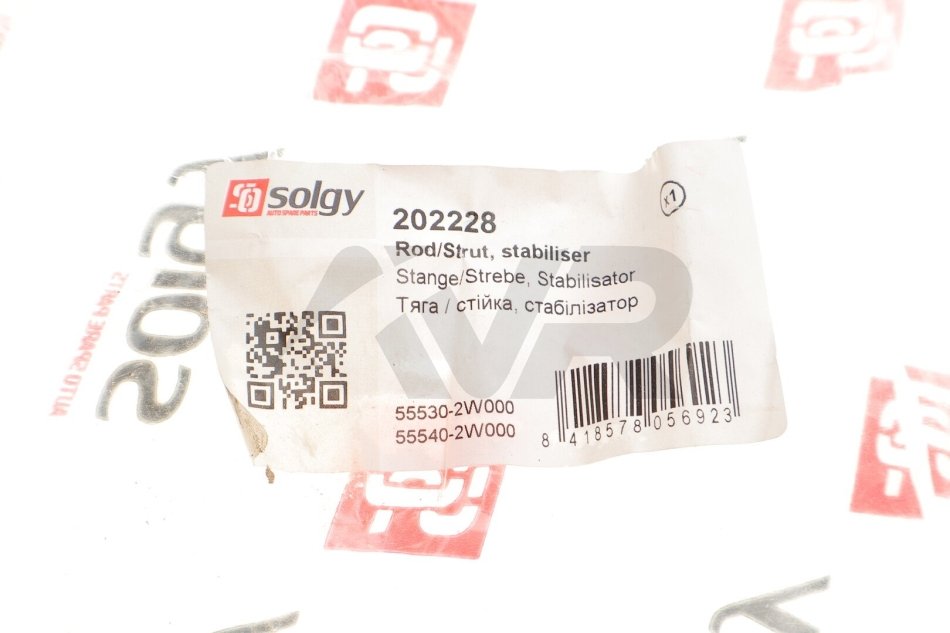 solgy
AUTO SPARE PARTS
202228
x1
Rod/Strut, stabiliser
Stange/Strebe, Stabilisator
Тяга / стійка, стабілізатор
55530-2W000
55540-2W000
8 418578 056923
VP